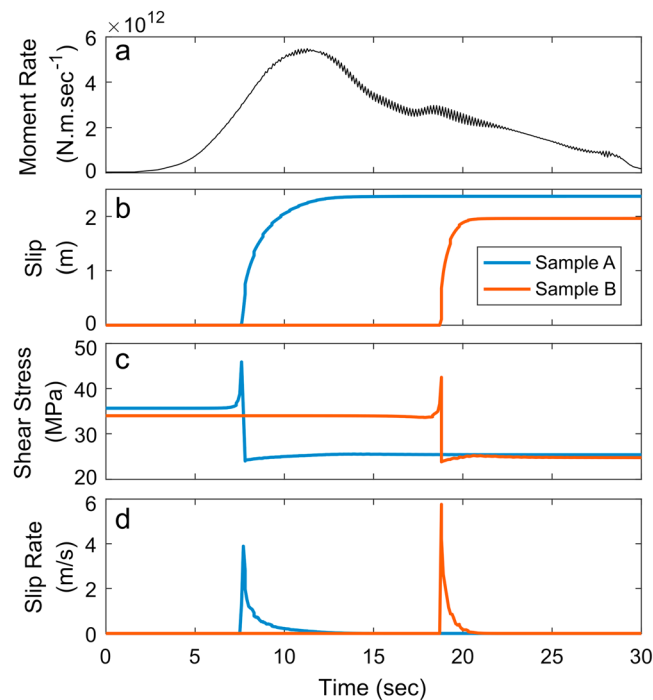 ×10¹²
a
6
4
2
0
Moment Rate
(N.m.sec⁻¹)
b
2
1
0
Slip
(m)
Sample A
Sample B
c
50
40
30
20
Shear Stress
(MPa)
d
6
4
2
0
Slip Rate
(m/s)
0 5 10 15 20 25 30
Time (sec)